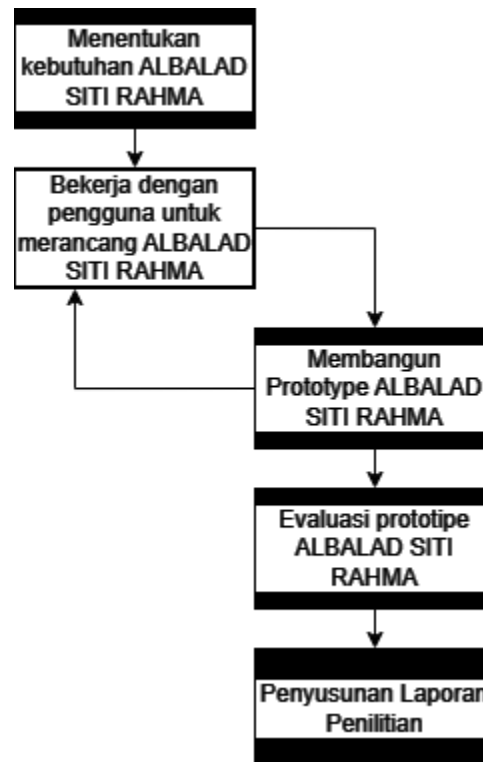 Menentukan
kebutuhan ALBALAD
SITI RAHMA
Bekerja dengan
pengguna untuk
merancang ALBALAD
SITI RAHMA
Membangun
Prototype ALBALAD
SITI RAHMA
Evaluasi prototipe
ALBALAD SITI
RAHMA
Penyusunan Laporan
Penilitian